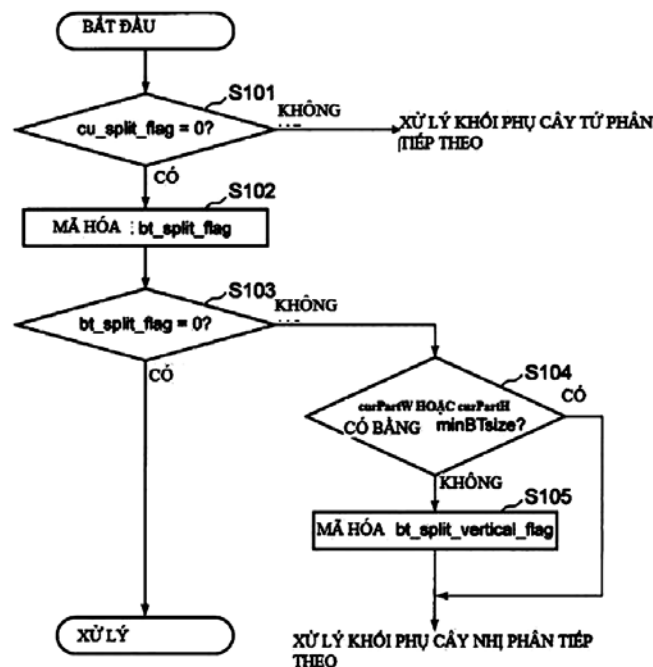 BẮT ĐẦU
S101
cu_split_flag = 0?
KHÔNG
XỬ LÝ KHỐI PHỤ CÂY TỨ PHÂN
TIẾP THEO
CÓ
S102
MÃ HÓA : bt_split_flag
S103
bt_split_flag = 0?
KHÔNG
CÓ
S104
curPartW HOẶC curPartH
CÓ BẰNG minBTsize?
CÓ
KHÔNG
S105
MÃ HÓA bt_split_vertical_flag
XỬ LÝ
XỬ LÝ KHỐI PHỤ CÂY NHỊ PHÂN TIẾP
THEO